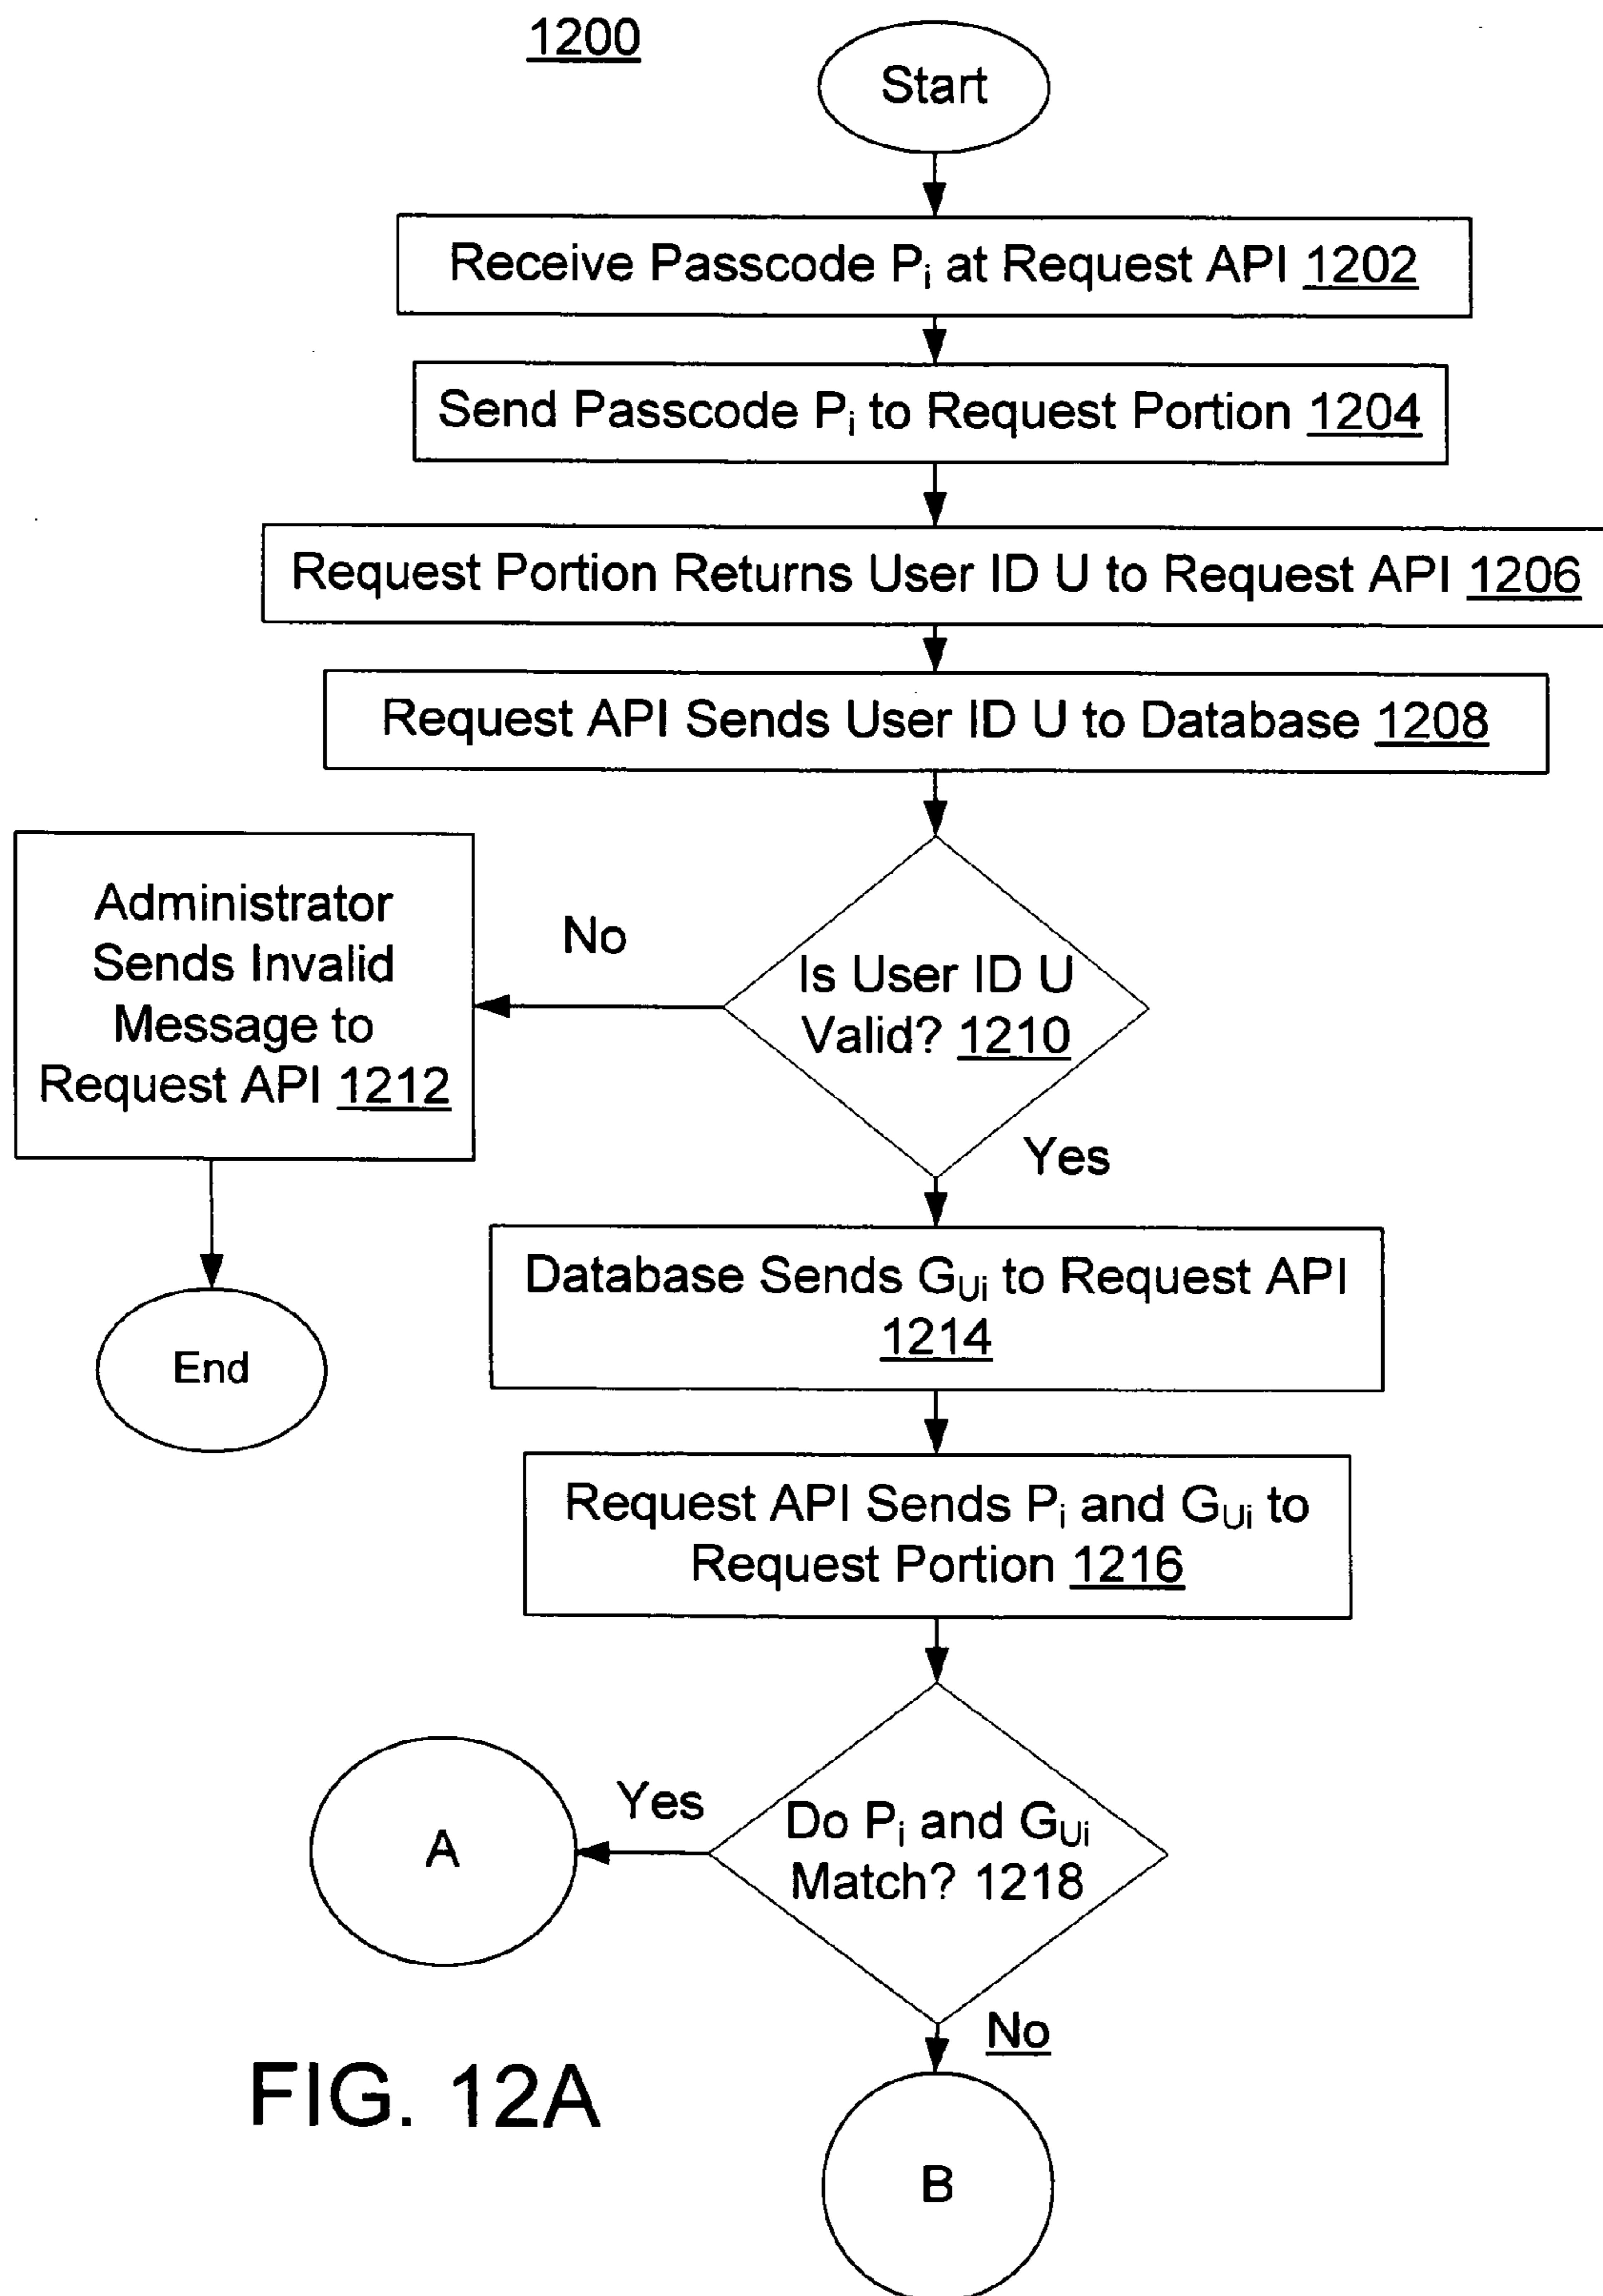 1200
Start
Receive Passcode Pᵢ at Request API 1202
Send Passcode Pᵢ to Request Portion 1204
Request Portion Returns User ID U to Request API 1206
Request API Sends User ID U to Database 1208
Administrator
Sends Invalid
Message to
Request API 1212
No
Is User ID U
Valid? 1210
Yes
End
Database Sends G_Ui to Request API
1214
Request API Sends Pᵢ and G_Ui to
Request Portion 1216
A
Yes
Do Pᵢ and G_Ui
Match? 1218
No
FIG. 12A
B